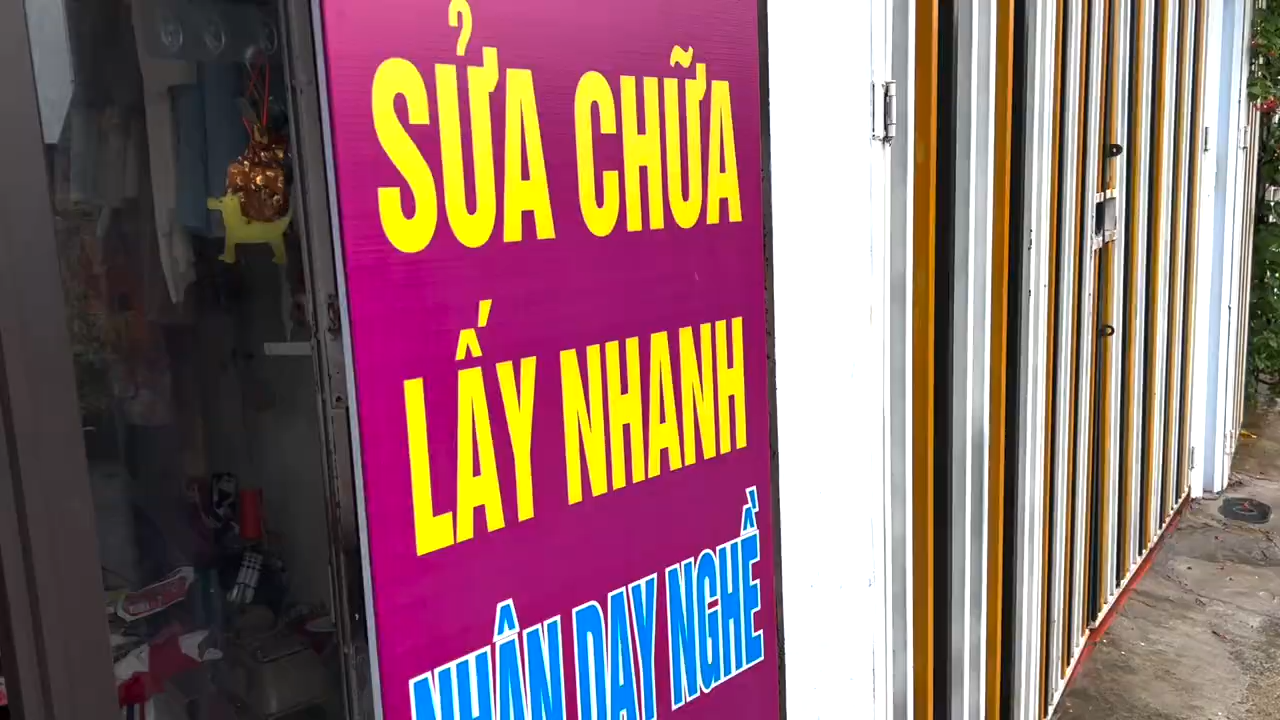 SỬA CHỮA
LẤY NHANH
NHẬN DẠY NGHỀ